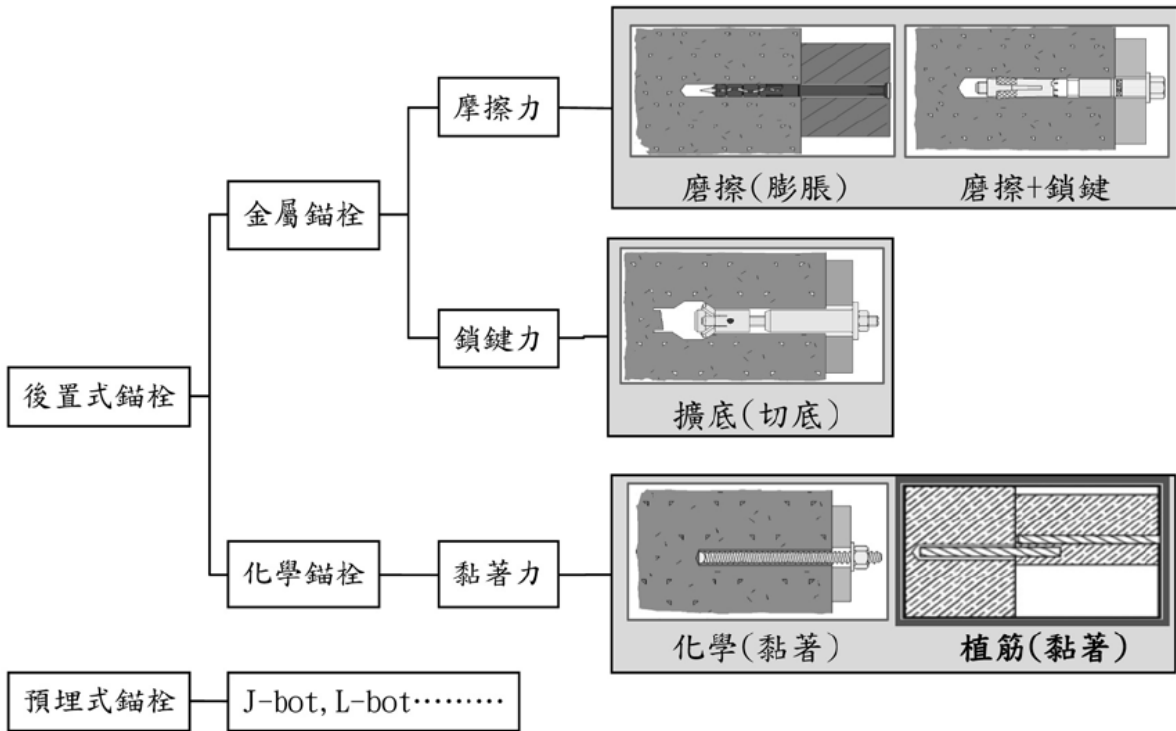 摩擦力
磨擦(膨脹)
磨擦+鎖鍵
金屬錨栓
鎖鍵力
擴底(切底)
後置式錨栓
化學錨栓
黏著力
化學(黏著)
植筋(黏著)
預埋式錨栓
J-bot, L-bot………